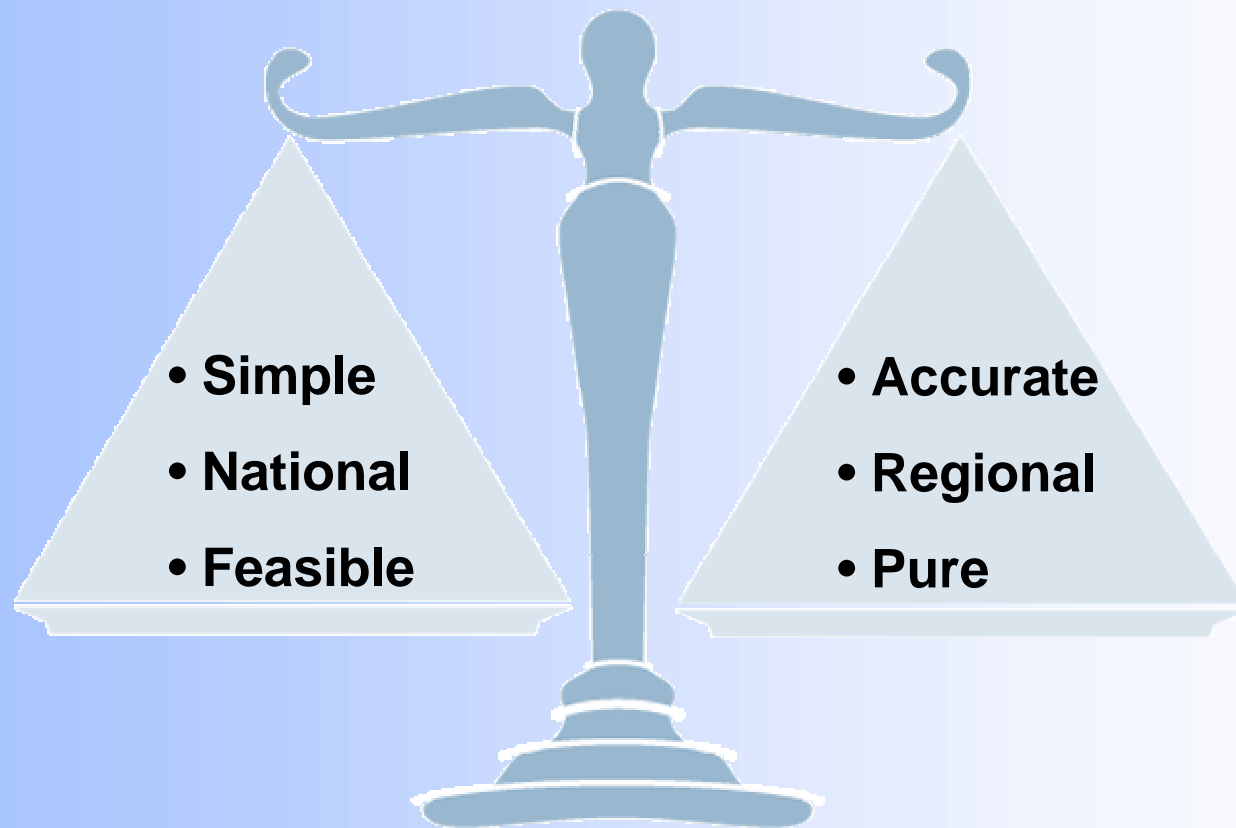 • Simple
• National
• Feasible
• Accurate
• Regional
• Pure